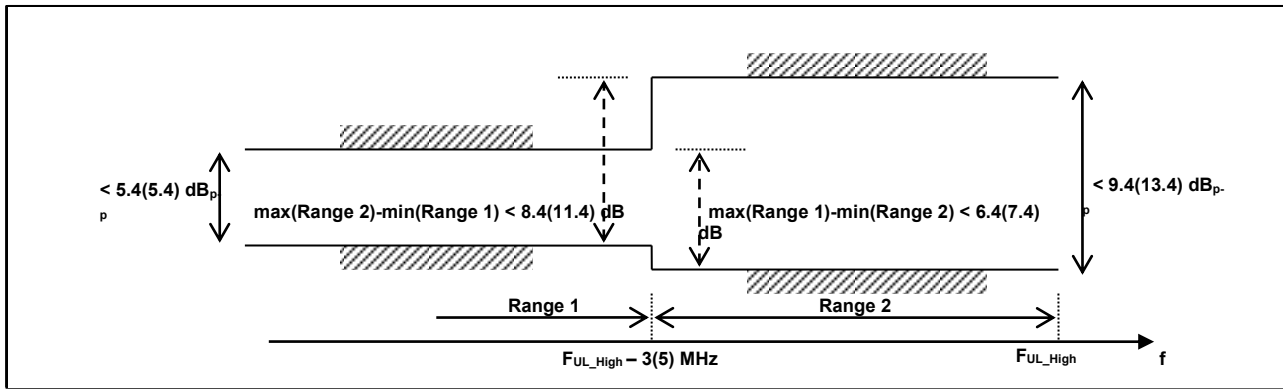 < 5.4(5.4) dBp-
p
max(Range 2)-min(Range 1) < 8.4(11.4) dB
max(Range 1)-min(Range 2) < 6.4(7.4)
dB
< 9.4(13.4) dBp-
p
Range 1
Range 2
FUL_High – 3(5) MHz
FUL_High
f